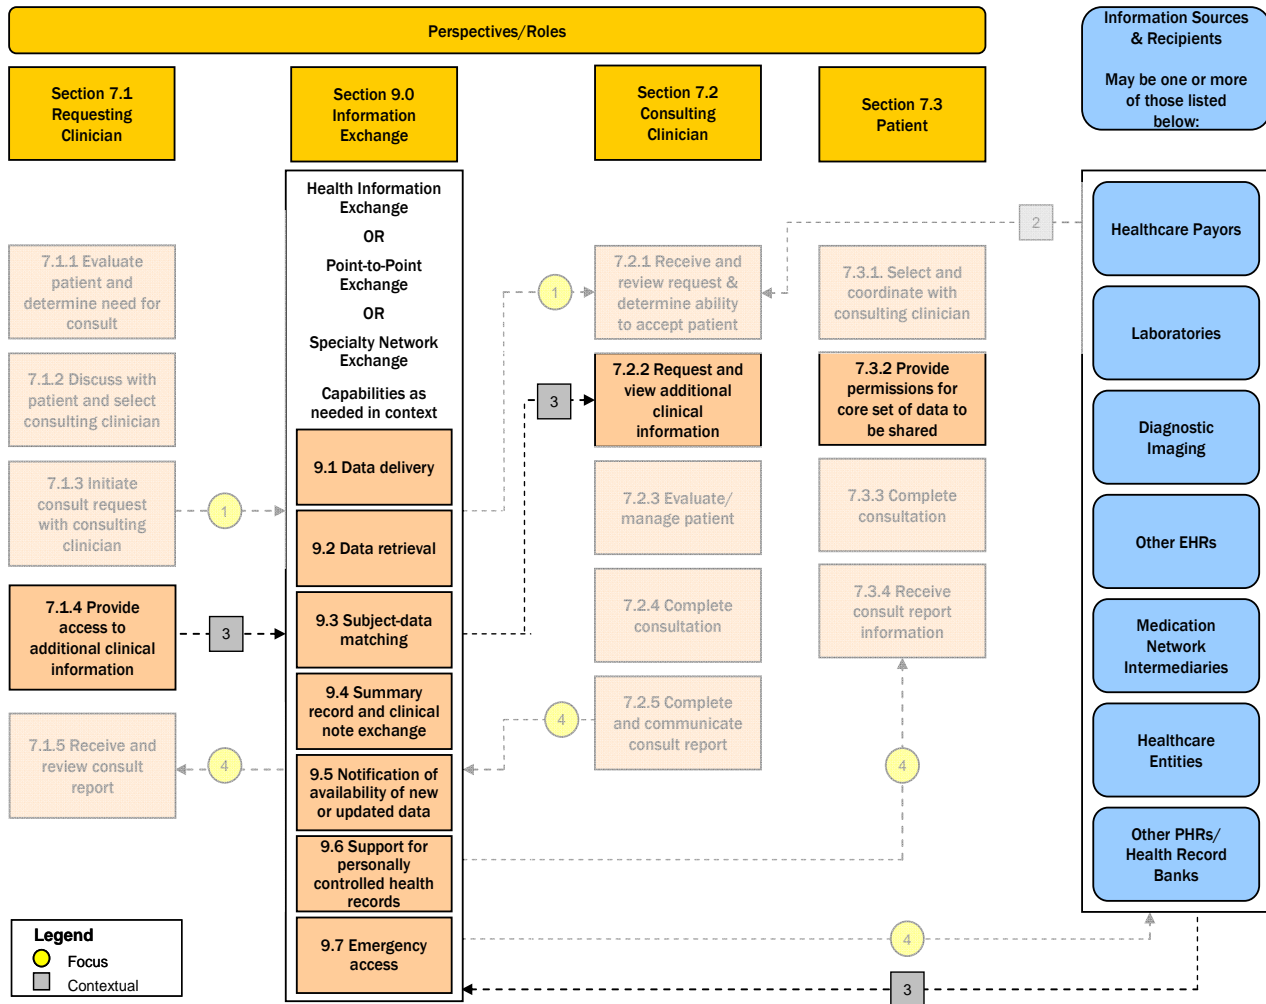 Perspectives/Roles
Information Sources
& Recipients
May be one or more
of those listed
below:
Section 7.1
Requesting
Clinician
Section 9.0
Information
Exchange
Section 7.2
Consulting
Clinician
Section 7.3
Patient
7.1.1 Evaluate
patient and
determine need for
consult
7.1.2 Discuss with
patient and select
consulting clinician
7.1.3 Initiate
consult request
with consulting
clinician
7.1.4 Provide
access to
additional clinical
information
7.1.5 Receive and
review consult
report
1
3
4
Health Information
Exchange
OR
Point-to-Point
Exchange
OR
Specialty Network
Exchange
Capabilities as
needed in context
9.1 Data delivery
9.2 Data retrieval
9.3 Subject-data
matching
9.4 Summary
record and clinical
note exchange
9.5 Notification of
availability of new
or updated data
9.6 Support for
personally
controlled health
records
9.7 Emergency
access
1
3
4
7.2.1 Receive and
review request &
determine ability
to accept patient
7.2.2 Request and
view additional
clinical
information
7.2.3 Evaluate/
manage patient
7.2.4 Complete
consultation
7.2.5 Complete
and communicate
consult report
7.3.1. Select and
coordinate with
consulting clinician
7.3.2 Provide
permissions for
core set of data to
be shared
7.3.3 Complete
consultation
7.3.4 Receive
consult report
information
2
4
4
3
Healthcare Payors
Laboratories
Diagnostic
Imaging
Other EHRs
Medication
Network
Intermediaries
Healthcare
Entities
Other PHRs/
Health Record
Banks
Legend
Focus
Contextual